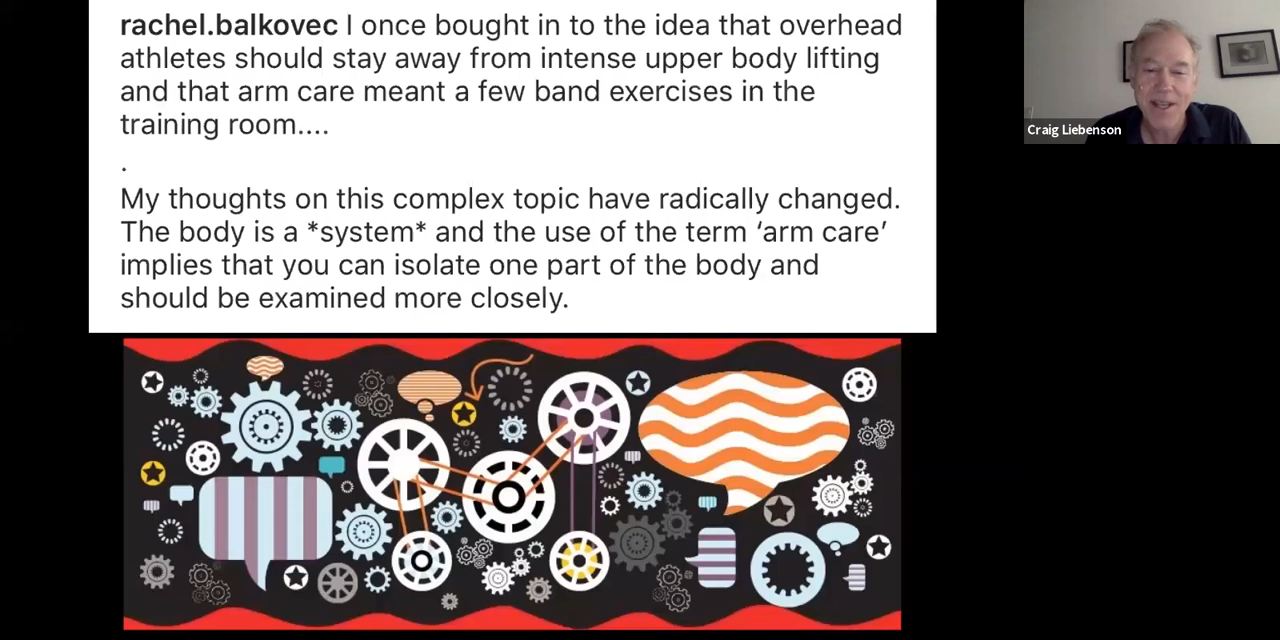 rachel.balkovec I once bought in to the idea that overhead
athletes should stay away from intense upper body lifting
and that arm care meant a few band exercises in the
training room....
.
My thoughts on this complex topic have radically changed.
The body is a *system* and the use of the term ‘arm care’
implies that you can isolate one part of the body and
should be examined more closely.
Craig Liebenson